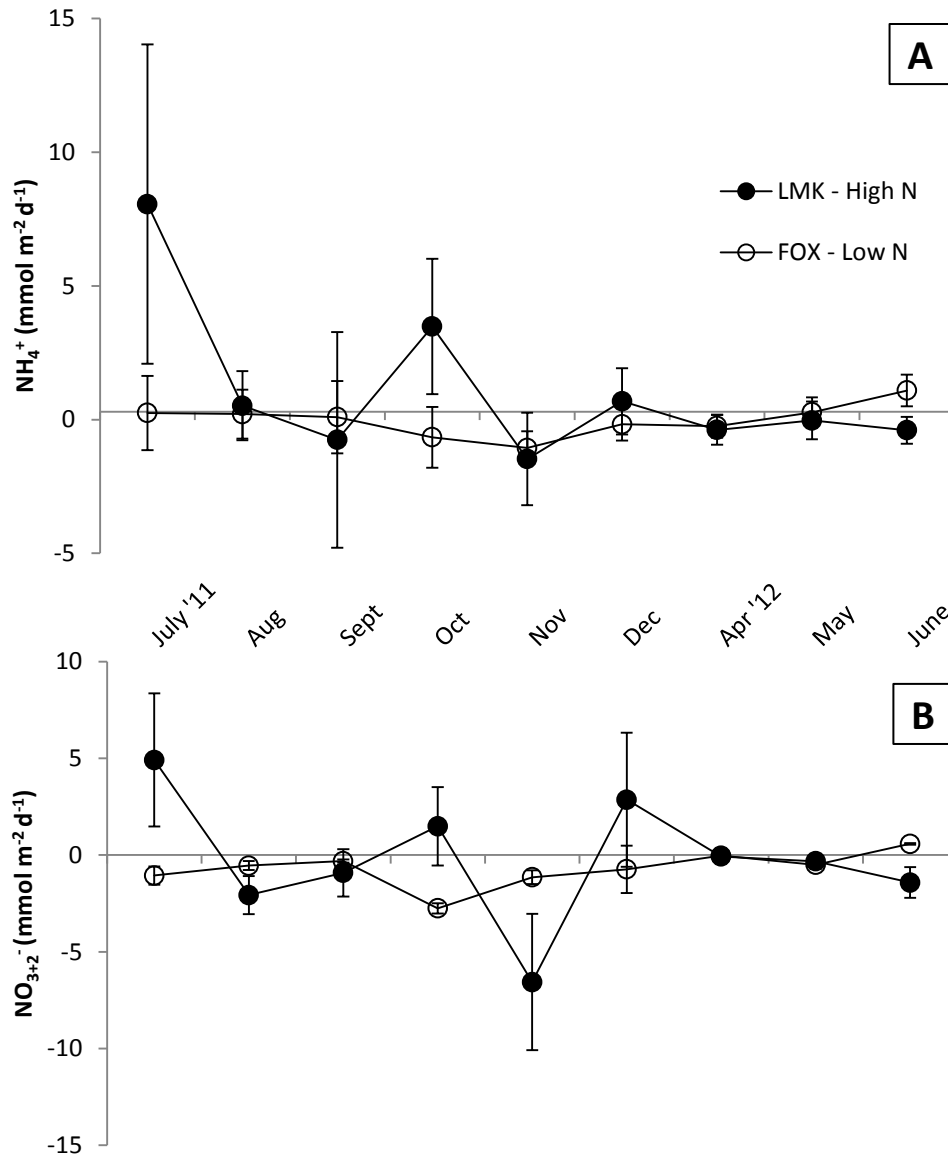 A
15
10
5
0
-5
NH₄⁺ (mmol m⁻² d⁻¹)
LMK - High N
FOX - Low N
July '11
Aug
Sept
Oct
Nov
Dec
Apr '12
May
June
B
10
5
0
-5
-10
-15
NO₃₊₂⁻ (mmol m⁻² d⁻¹)